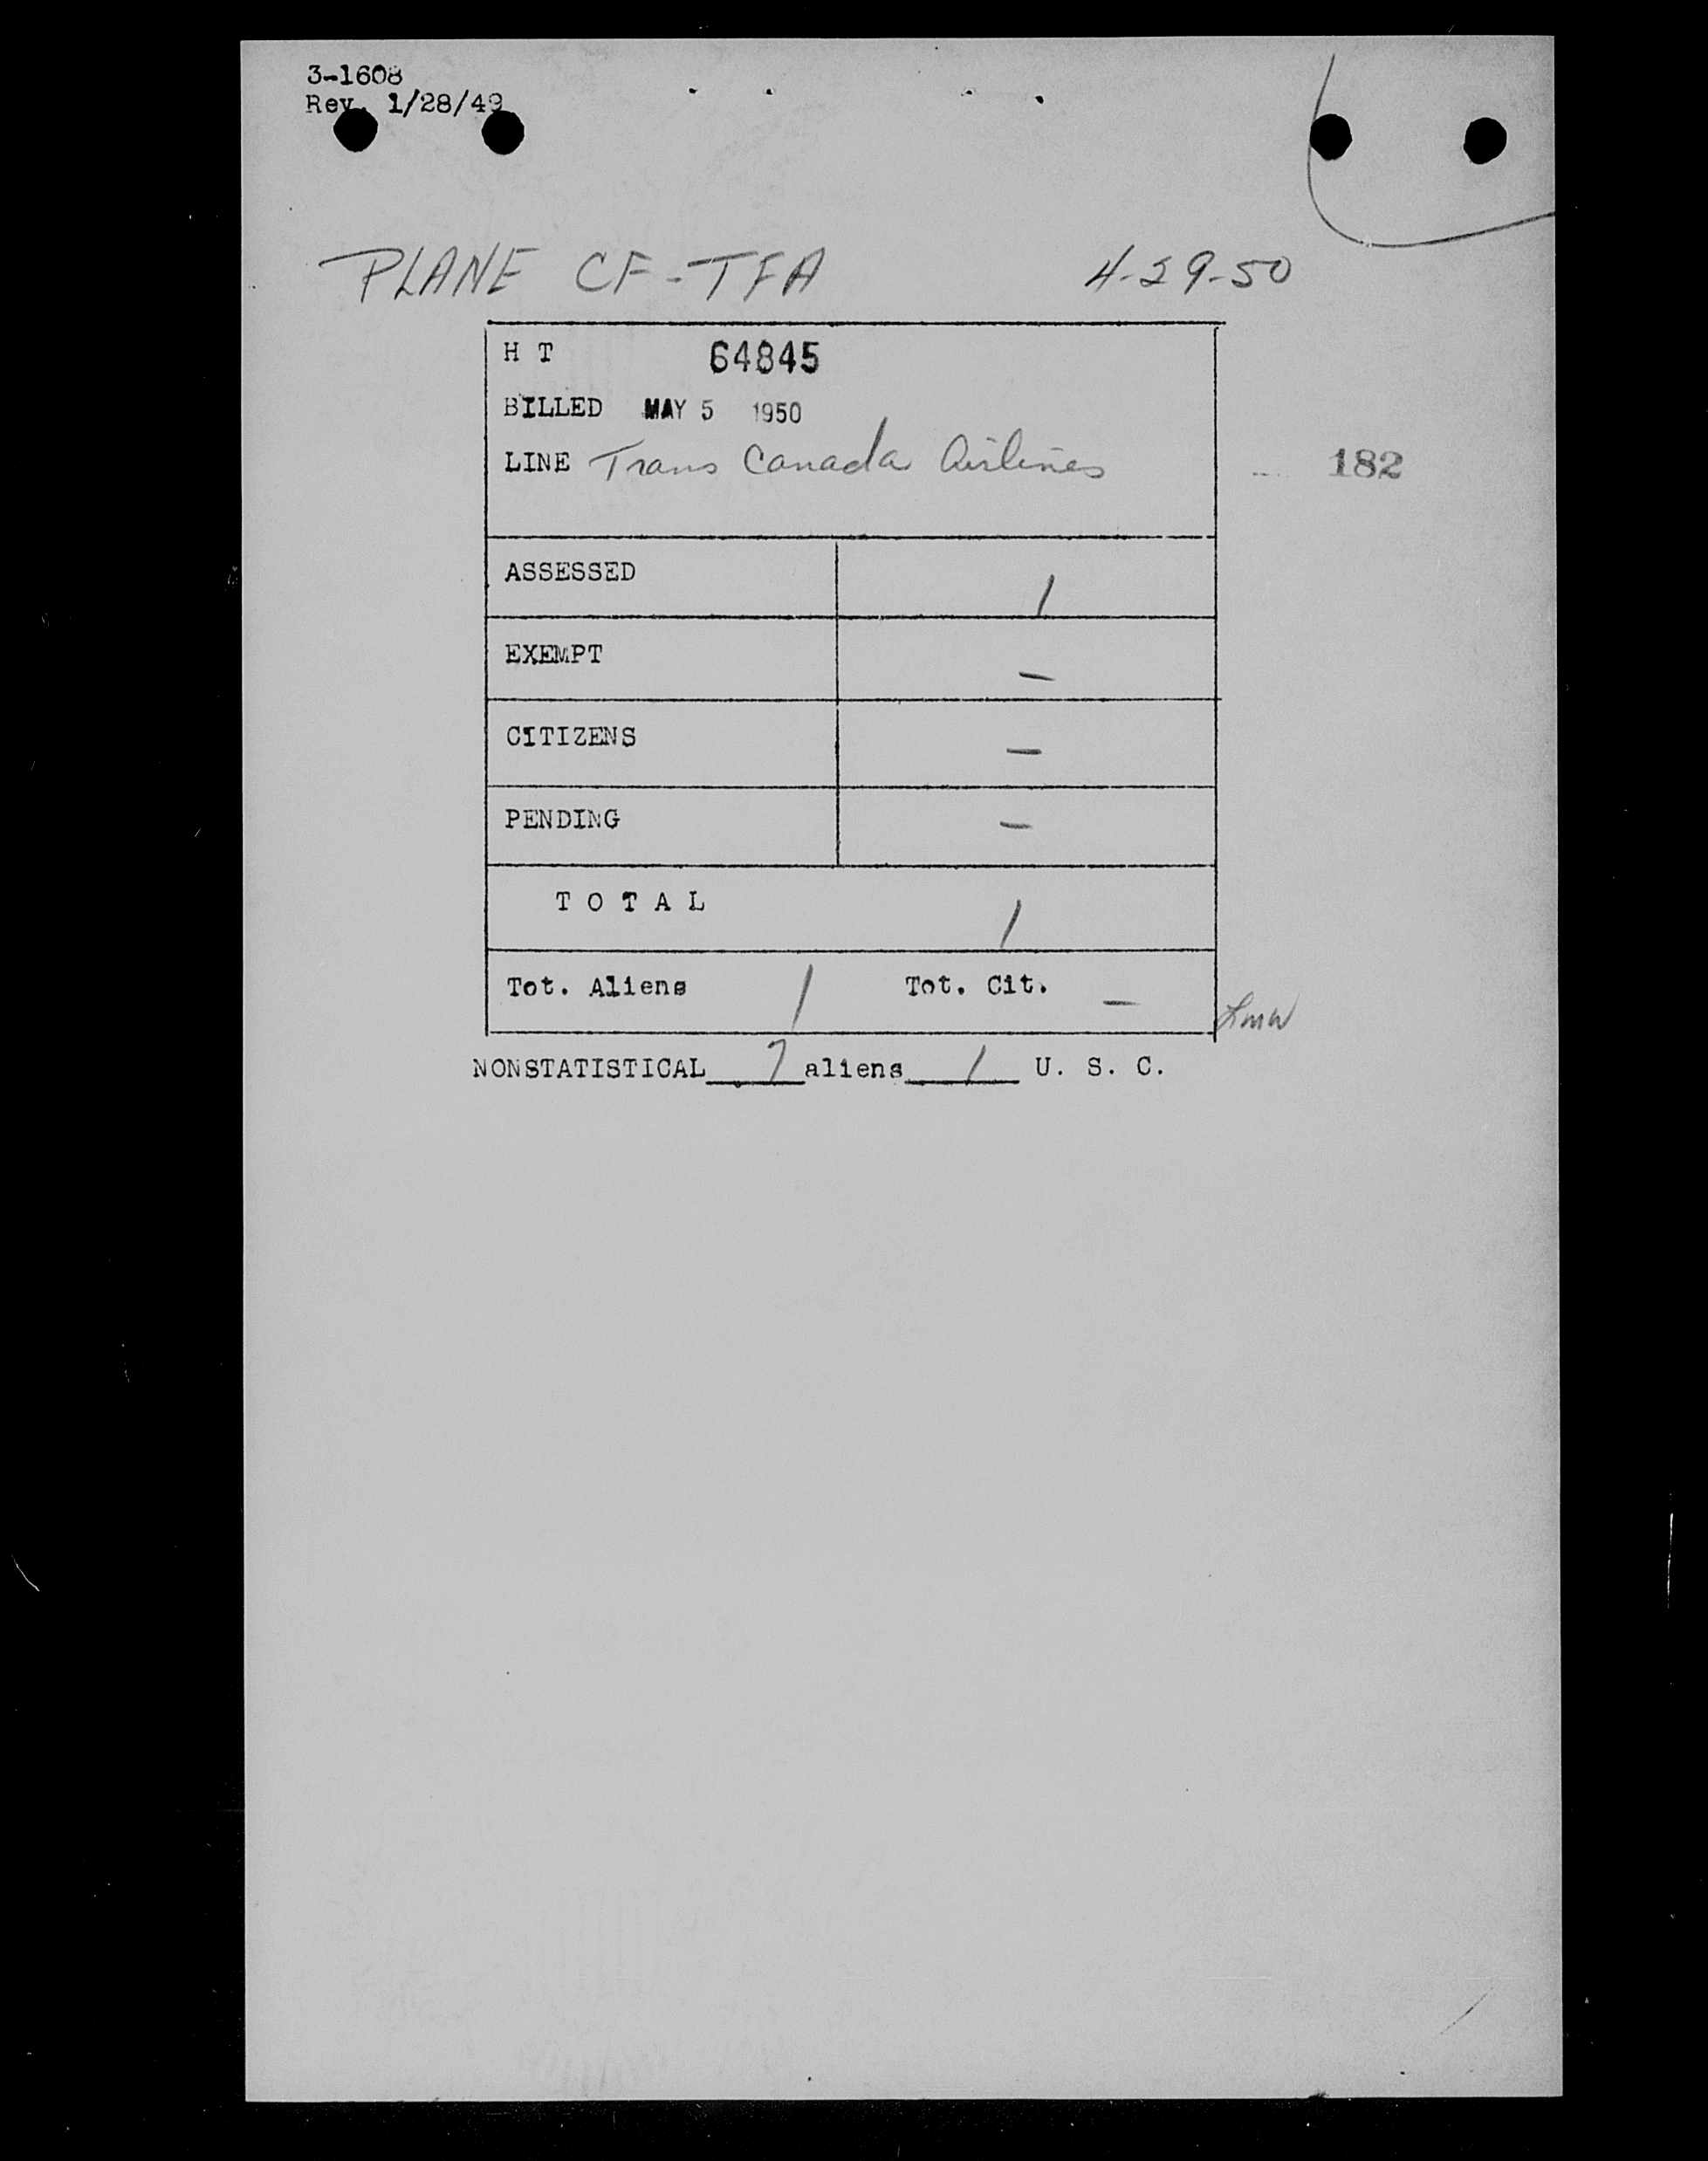 3-1608
Rev. 1/28/49
PLANE CF-TFA 4-29-50
H T 64845
BILLED MAY 5 1950
LINE Trans Canada Airlines
182
ASSESSED 1
EXEMPT -
CITIZENS -
PENDING -
T O T A L 1
Tot. Aliens 1 Tot. Cit. -
Lmw
NONSTATISTICAL 7 aliens 1 U. S. C.